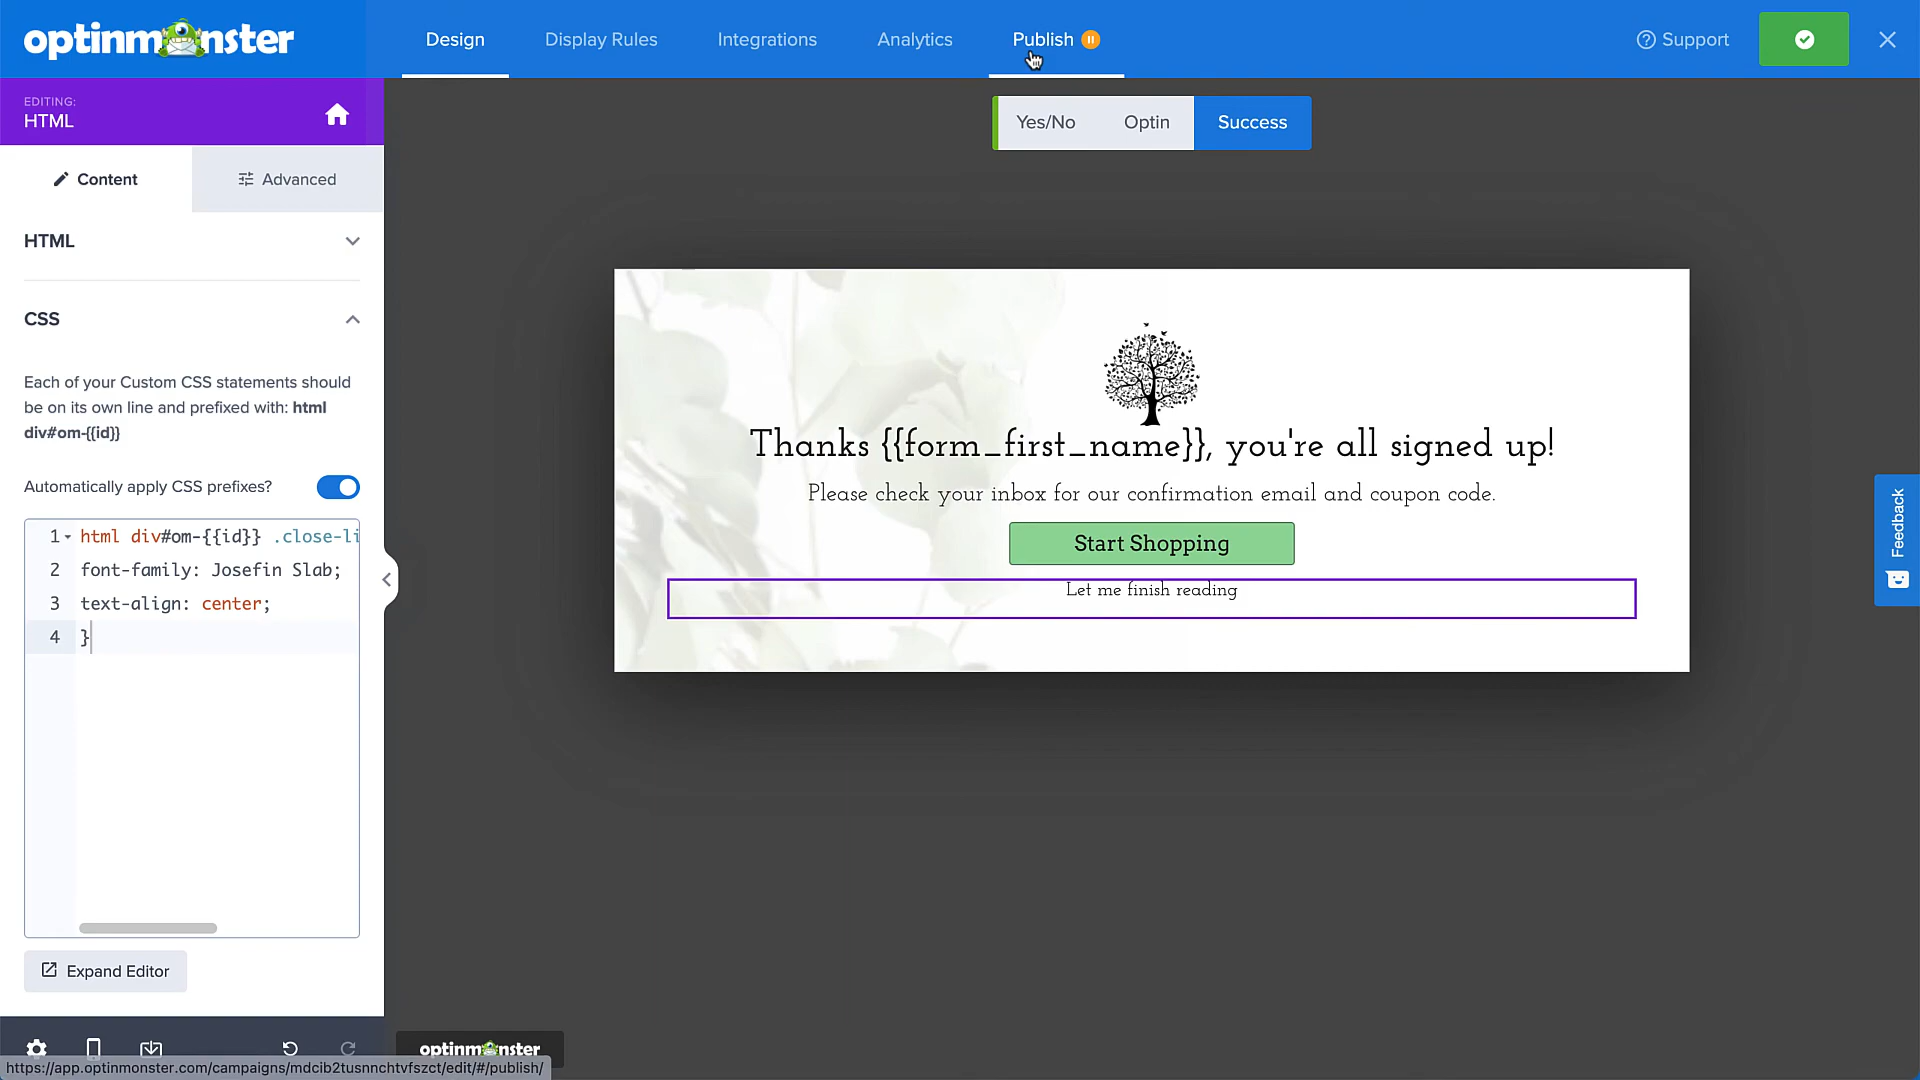 optinmonster
Design
Display Rules
Integrations
Analytics
Publish
Support
EDITING:
HTML
Yes/No
Optin
Success
Content
Advanced
HTML
CSS
Each of your Custom CSS statements should
be on its own line and prefixed with: html
div#om-{{id}}
Automatically apply CSS prefixes?
1 html div#om-{{id}} .close-li
2 font-family: Josefin Slab;
3 text-align: center;
4 }
Expand Editor
Thanks {{form_first_name}}, you're all signed up!
Please check your inbox for our confirmation email and coupon code.
Start Shopping
Let me finish reading
Feedback
optinmonster
https://app.optinmonster.com/campaigns/mdcib2tusnnchtvfszct/edit/#/publish/